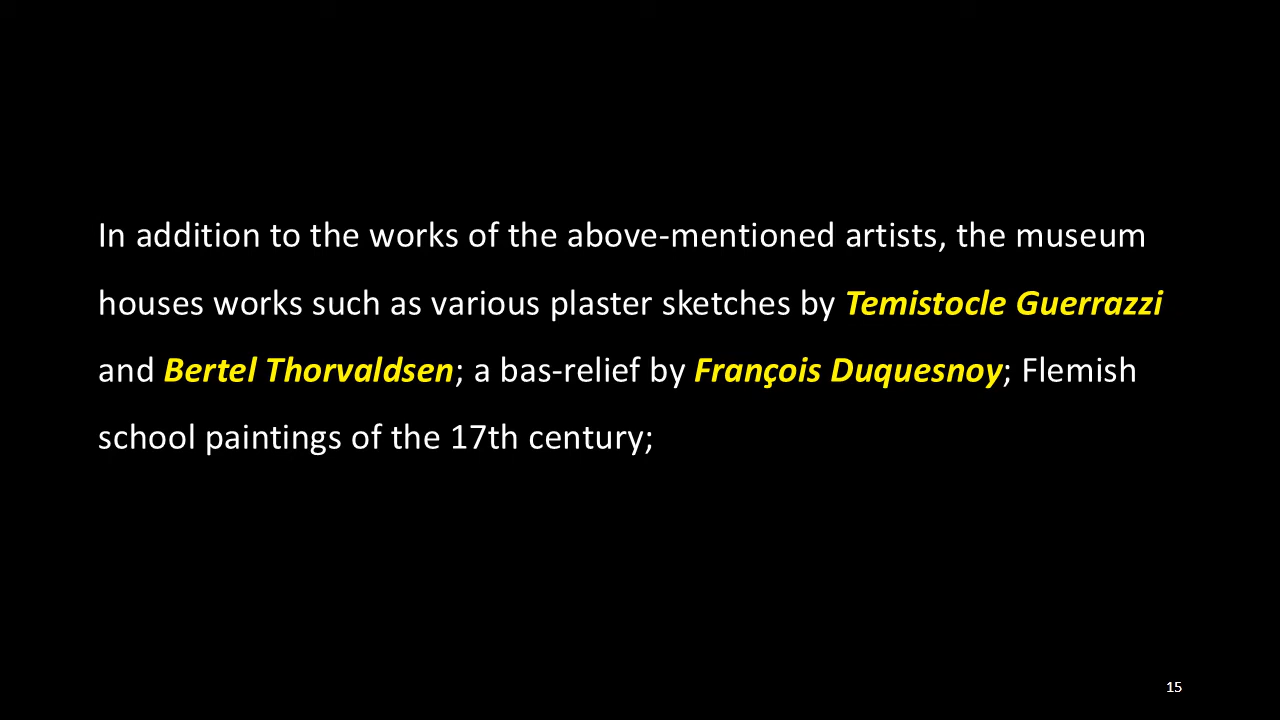 In addition to the works of the above-mentioned artists, the museum
houses works such as various plaster sketches by Temistocle Guerrazzi
and Bertel Thorvaldsen; a bas-relief by François Duquesnoy; Flemish
school paintings of the 17th century;
15